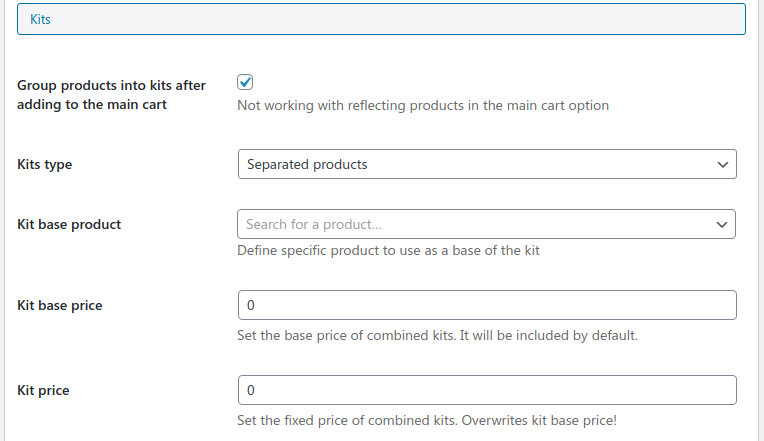 Kits
Group products into kits after
adding to the main cart
Not working with reflecting products in the main cart option
Kits type
Separated products
Kit base product
Search for a product...
Define specific product to use as a base of the kit
Kit base price
0
Set the base price of combined kits. It will be included by default.
Kit price
0
Set the fixed price of combined kits. Overwrites kit base price!